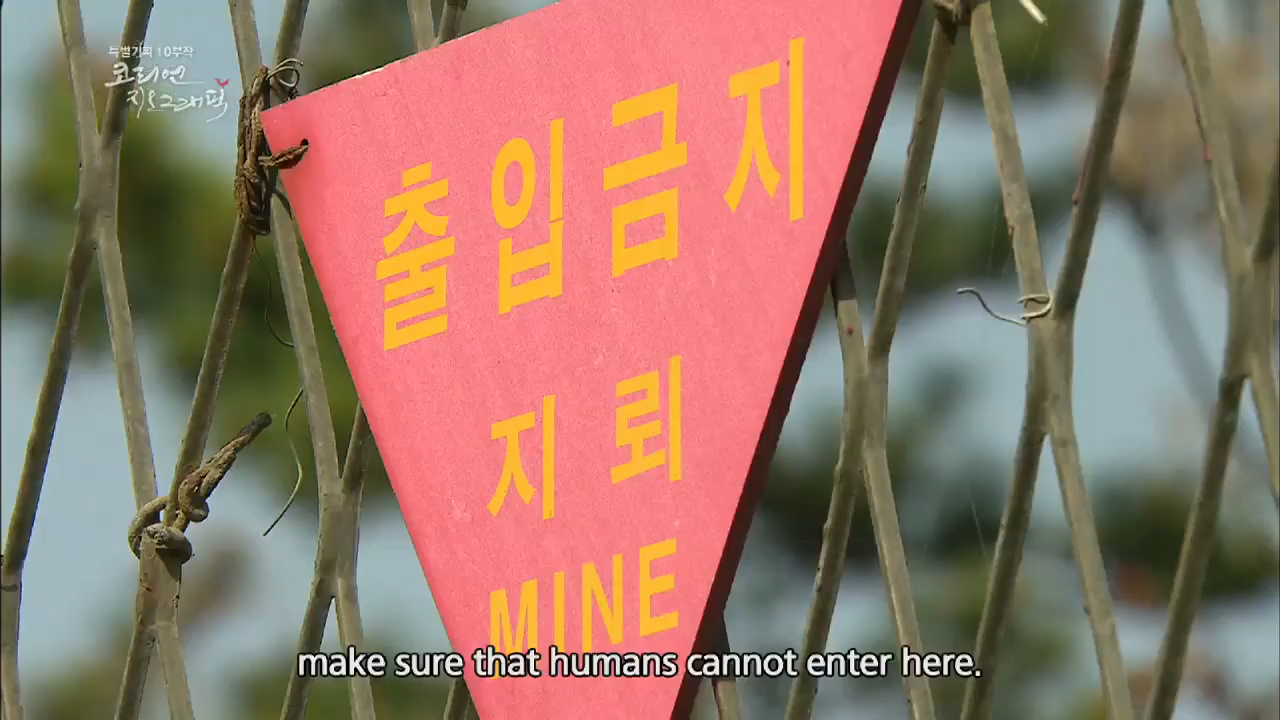 특별기획 10부작
코리언
지오그래픽
출입금지
지뢰
MINE
make sure that humans cannot enter here.